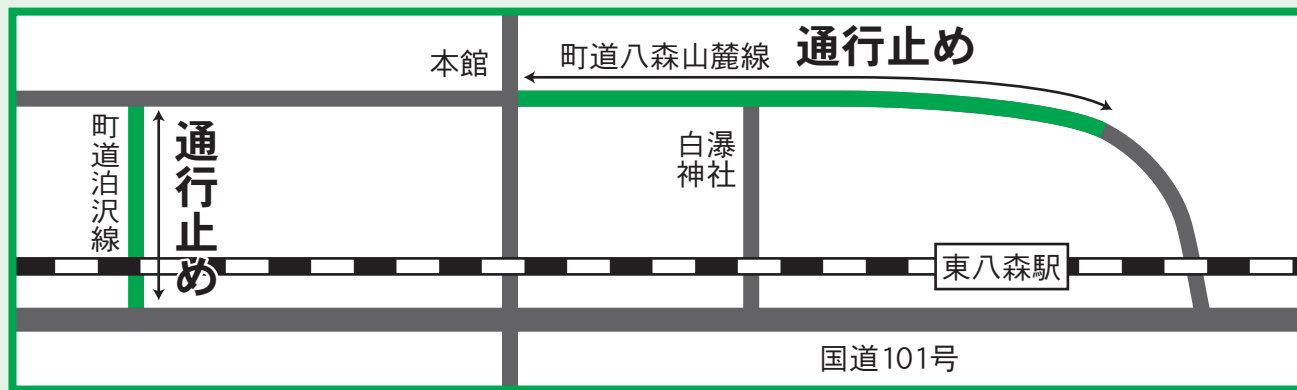 本館
町道八森山麓線
通行止め
町道泊沢線
通行止め
白瀑
神社
東八森駅
国道101号